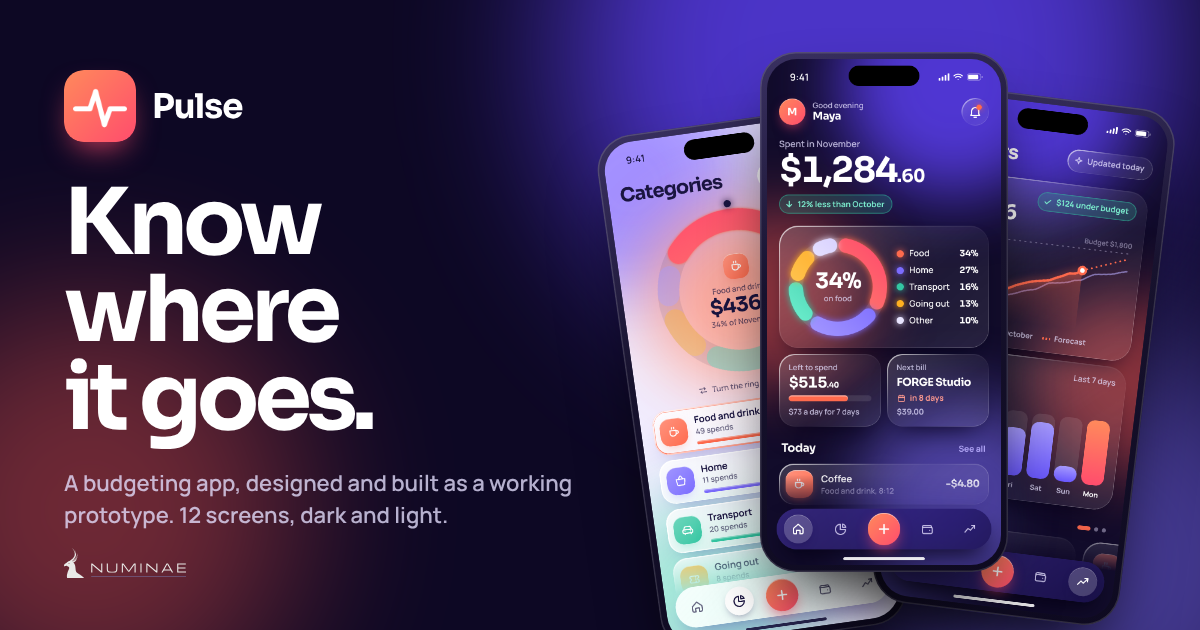 Pulse
Know
where
it goes.
A budgeting app, designed and built as a working
prototype. 12 screens, dark and light.
NUMINAE
9:41
Categories
Food and drin
$436
34% of Novem
Turn the ring
Food and drink
49 spends
Home
11 spends
Transport
20 spends
Going out
8 spends
9:41
M
Good evening
Maya
Spent in November
$1,284.60
12% less than October
34%
on food
Food 34%
Home 27%
Transport 16%
Going out 13%
Other 10%
Left to spend
$515.40
$73 a day for 7 days
Next bill
FORGE Studio
in 8 days
$39.00
Today
See all
Coffee
Food and drink, 8:12
−$4.80
Updated today
$124 under budget
Budget $1,800
October
Forecast
Last 7 days
Sat
Sun
Mon